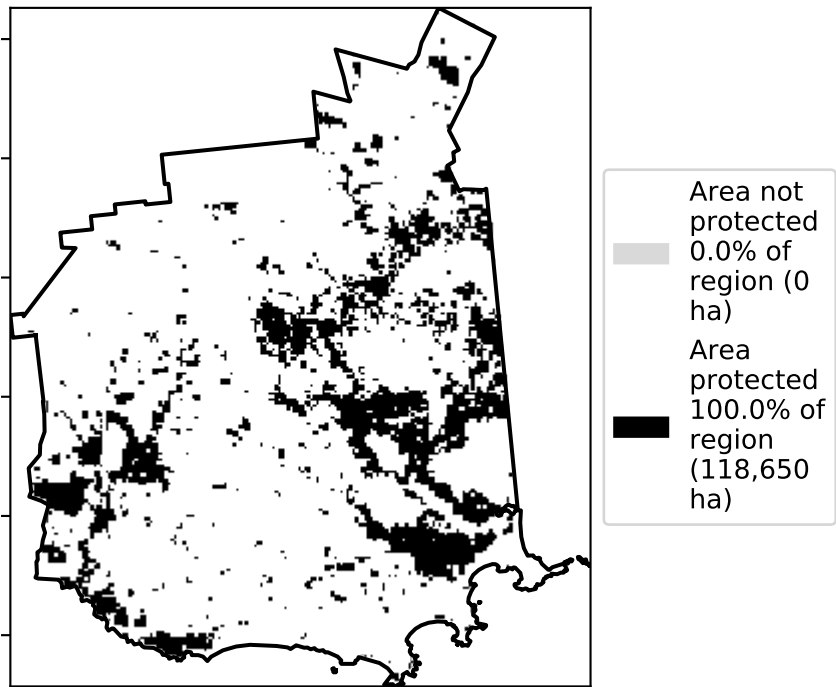 Area not
protected
0.0% of
region (0
ha)
Area
protected
100.0% of
region
(118,650
ha)